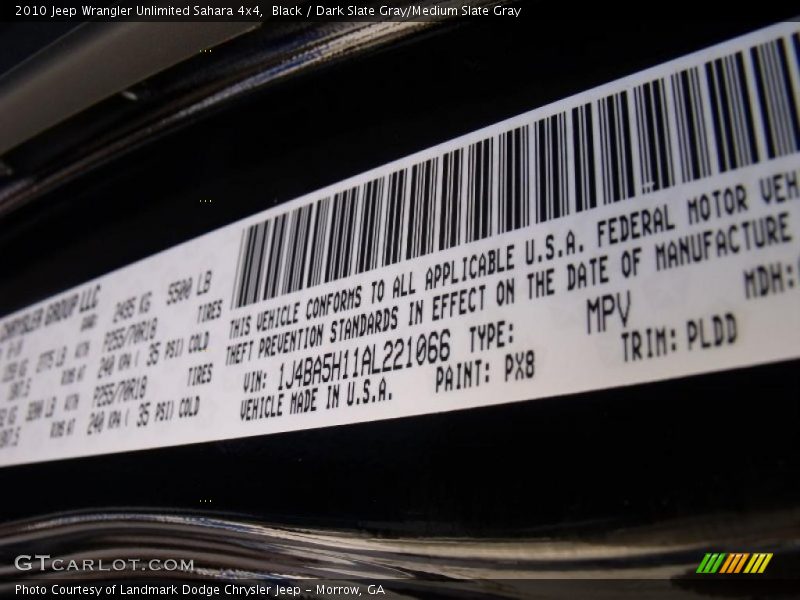 2010 Jeep Wrangler Unlimited Sahara 4x4, Black / Dark Slate Gray/Medium Slate Gray
CHRYSLER GROUP LLC
2495 KG 5500 LB
TIRES
P255/70R18
240 KPA ( 35 PSI) COLD
TIRES
P255/70R18
240 KPA ( 35 PSI) COLD
THIS VEHICLE CONFORMS TO ALL APPLICABLE U.S.A. FEDERAL MOTOR VEH
THEFT PREVENTION STANDARDS IN EFFECT ON THE DATE OF MANUFACTURE
VIN: 1J4BA5H11AL221066 TYPE: MPV MDH:
VEHICLE MADE IN U.S.A. PAINT: PX8 TRIM: PLDD
GTCARLOT.COM
Photo Courtesy of Landmark Dodge Chrysler Jeep - Morrow, GA